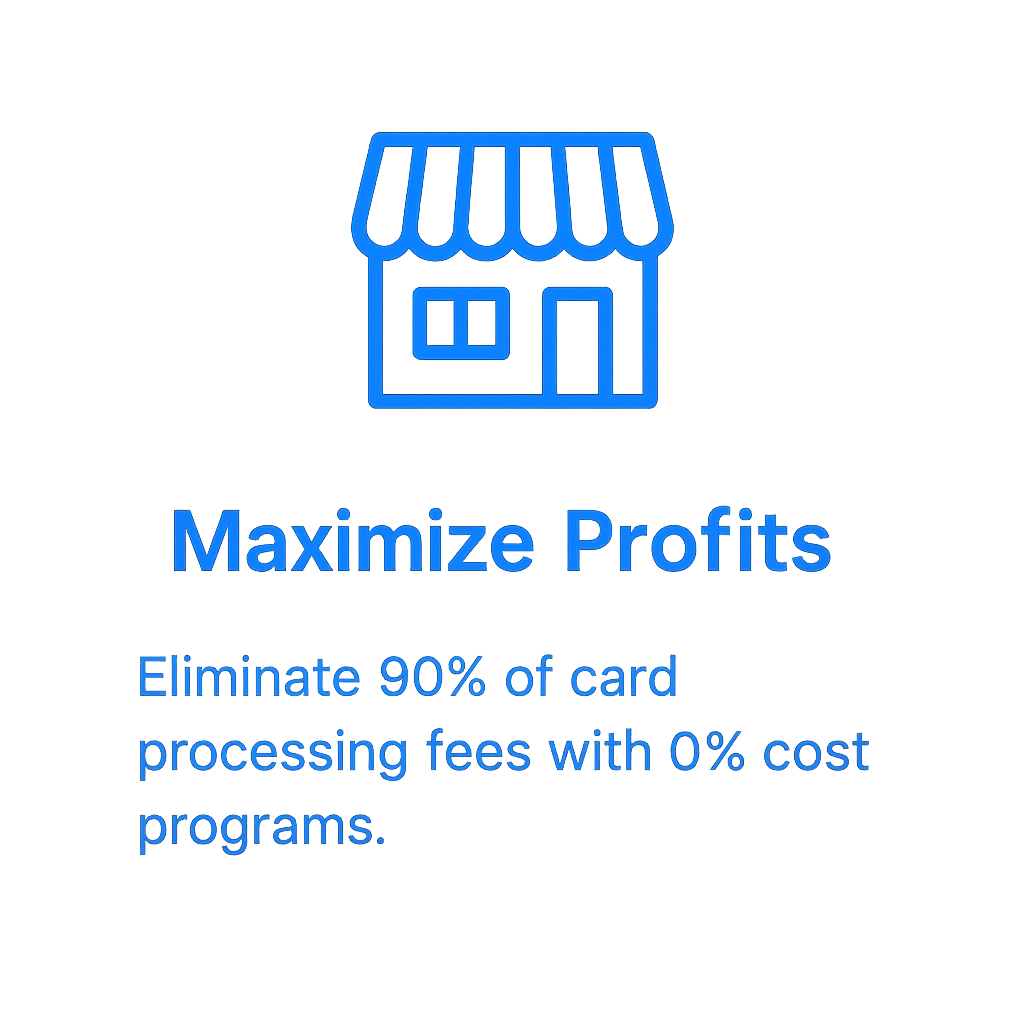 Maximize Profits
Eliminate 90% of card
processing fees with 0% cost
programs.